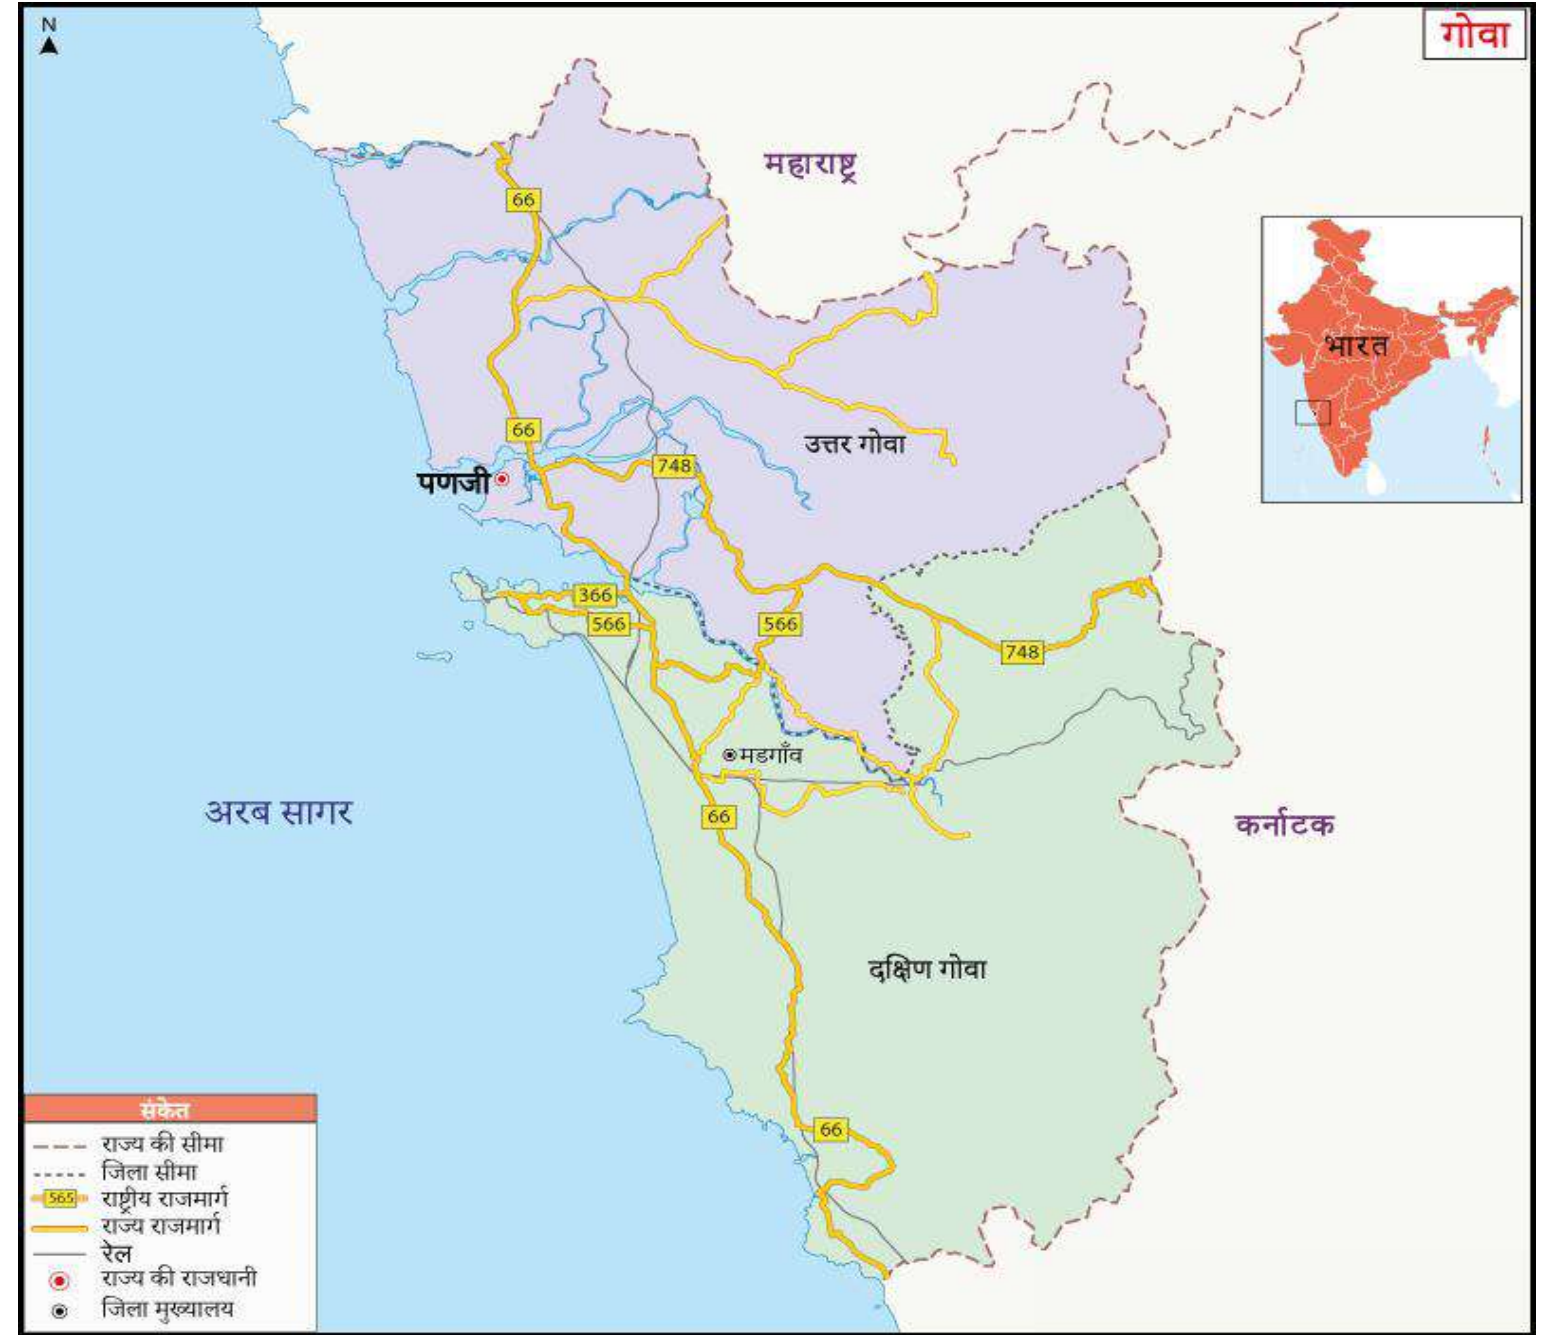 N
गोवा
महाराष्ट्र
66
भारत
66
उत्तर गोवा
748
पणजी
366
566
566
748
मडगाँव
अरब सागर
66
कर्नाटक
दक्षिण गोवा
66
संकेत
राज्य की सीमा
जिला सीमा
565 राष्ट्रीय राजमार्ग
राज्य राजमार्ग
रेल
राज्य की राजधानी
जिला मुख्यालय